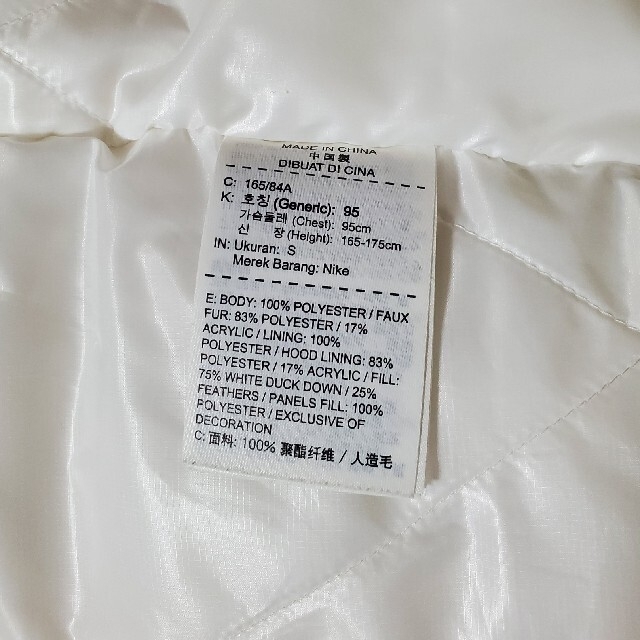 MADE IN CHINA
中国製
DIBUAT DI CINA
C: 165/84A
K: 호칭 (Generic): 95
가슴둘레 (Chest): 95cm
신 장 (Height): 165-175cm
IN: Ukuran: S
Merek Barang: Nike
E: BODY: 100% POLYESTER / FAUX
FUR: 83% POLYESTER / 17%
ACRYLIC / LINING: 100%
POLYESTER / HOOD LINING: 83%
POLYESTER / 17% ACRYLIC / FILL:
75% WHITE DUCK DOWN / 25%
FEATHERS / PANELS FILL: 100%
POLYESTER / EXCLUSIVE OF
DECORATION
C: 面料: 100% 聚酯纤维 / 人造毛